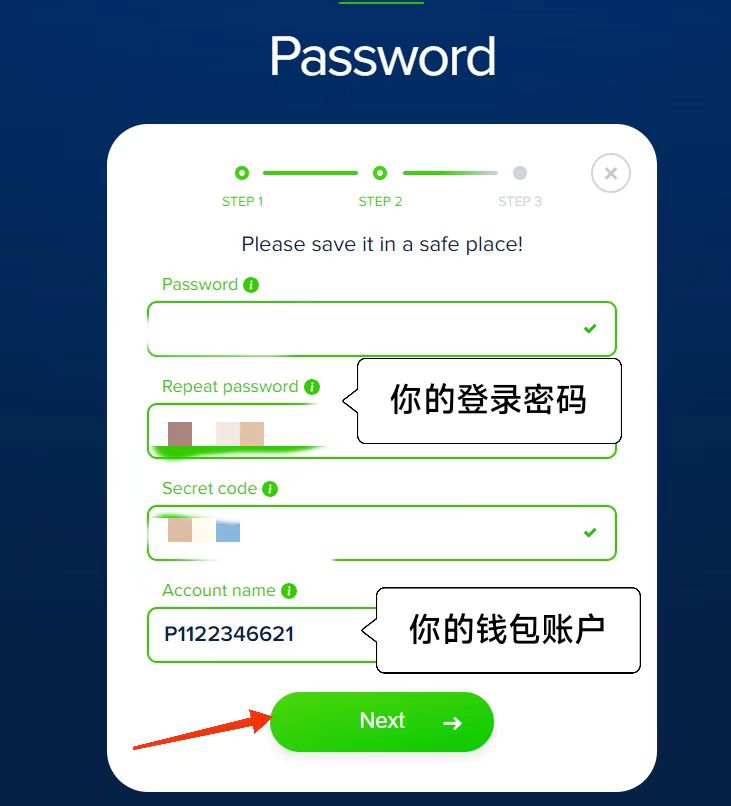 Password
STEP 1
STEP 2
STEP 3
Please save it in a safe place!
Password
Repeat password
你的登录密码
Secret code
Account name
P1122346621
你的钱包账户
Next